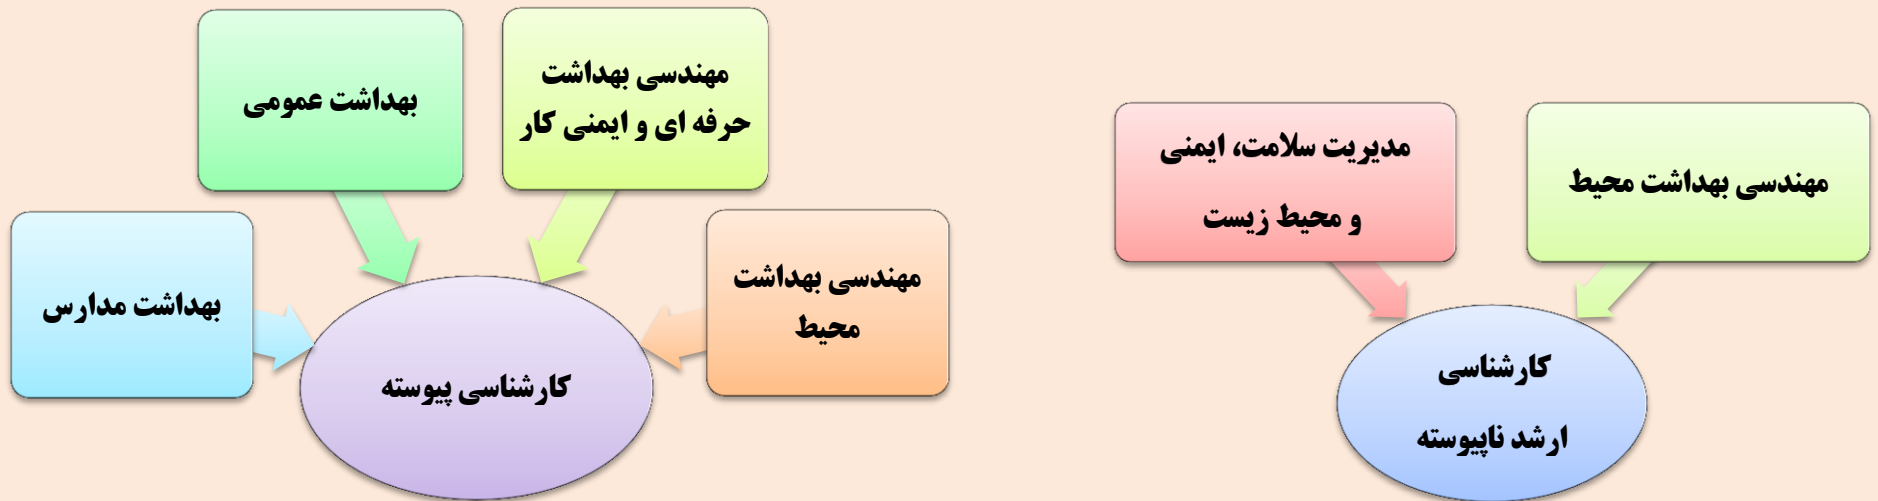 مهندسی بهداشت محیط
مدیریت سلامت، ایمنی
و محیط زیست
کارشناسی
ارشد ناپیوسته
مهندسی بهداشت
حرفه ای و ایمنی کار
بهداشت عمومی
مهندسی بهداشت
محیط
بهداشت مدارس
کارشناسی پیوسته